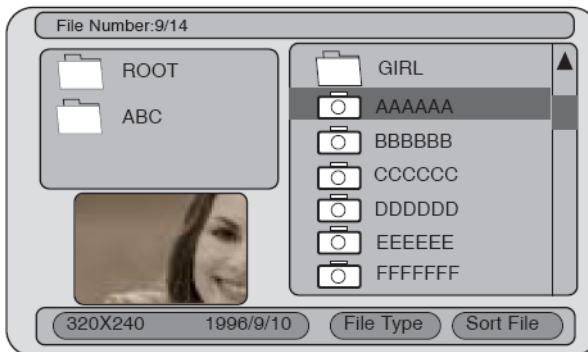 File Number:9/14
ROOT
ABC
GIRL
AAAAAA
BBBBBB
CCCCCC
DDDDDD
EEEEEE
FFFFFFF
320X240 1996/9/10 File Type Sort File